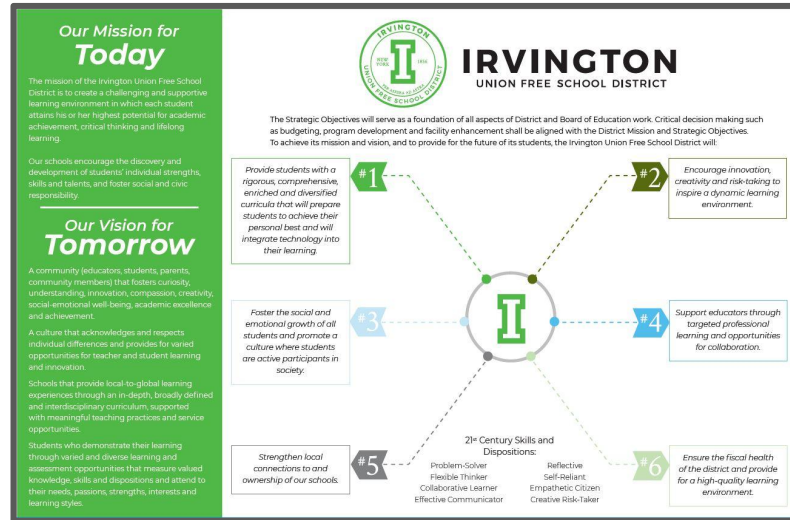 Our Mission for
Today
The mission of the Irvington Union Free School
District is to create a challenging and supportive
learning environment in which each student
attains his or her highest potential for academic
achievement, critical thinking and lifelong
learning.
Our schools encourage the discovery and
development of students' individual strengths,
skills and talents, and foster social and civic
responsibility.
Our Vision for
Tomorrow
A community (educators, students, parents,
community members) that fosters curiosity,
understanding, innovation, compassion, creativity,
social-emotional well-being, academic excellence
and achievement.
A culture that acknowledges and respects
individual differences and provides for varied
opportunities for teacher and student learning
and innovation.
Schools that provide local-to-global learning
experiences through an in-depth, broadly defined
and interdisciplinary curriculum, supported
with meaningful teaching practices and service
opportunities.
Students who demonstrate their learning
through varied and diverse learning and
assessment opportunities that measure valued
knowledge, skills and dispositions and attend to
their needs, passions, strengths, interests and
learning styles.
IRVINGTON
NEW YORK
I
UNION FREE SCHOOL DISTRICT
IRVINGTON
UNION FREE SCHOOL DISTRICT
The Strategic Objectives will serve as a foundation of all aspects of District and Board of Education work. Critical decision making such
as budgeting, program development and facility enhancement shall be aligned with the District Mission and Strategic Objectives.
To achieve its mission and vision, and to provide for the future of its students, the Irvington Union Free School District will:
Provide students with a
rigorous, comprehensive,
enriched and diversified
curricula that will prepare
students to achieve their
personal best and will
integrate technology into
their learning.
#1
#2
Encourage innovation,
creativity and risk-taking to
inspire a dynamic learning
environment.
Foster the social and
emotional growth of all
students and promote a
culture where students
are active participants in
society.
#3
I
#4
Support educators through
targeted professional
learning and opportunities
for collaboration.
Strengthen local
connections to and
ownership of our schools.
#5
21st Century Skills and
Dispositions:
Problem-Solver
Flexible Thinker
Collaborative Learner
Effective Communicator
Reflective
Self-Reliant
Empathetic Citizen
Creative Risk-Taker
#6
Ensure the fiscal health
of the district and provide
for a high-quality learning
environment.